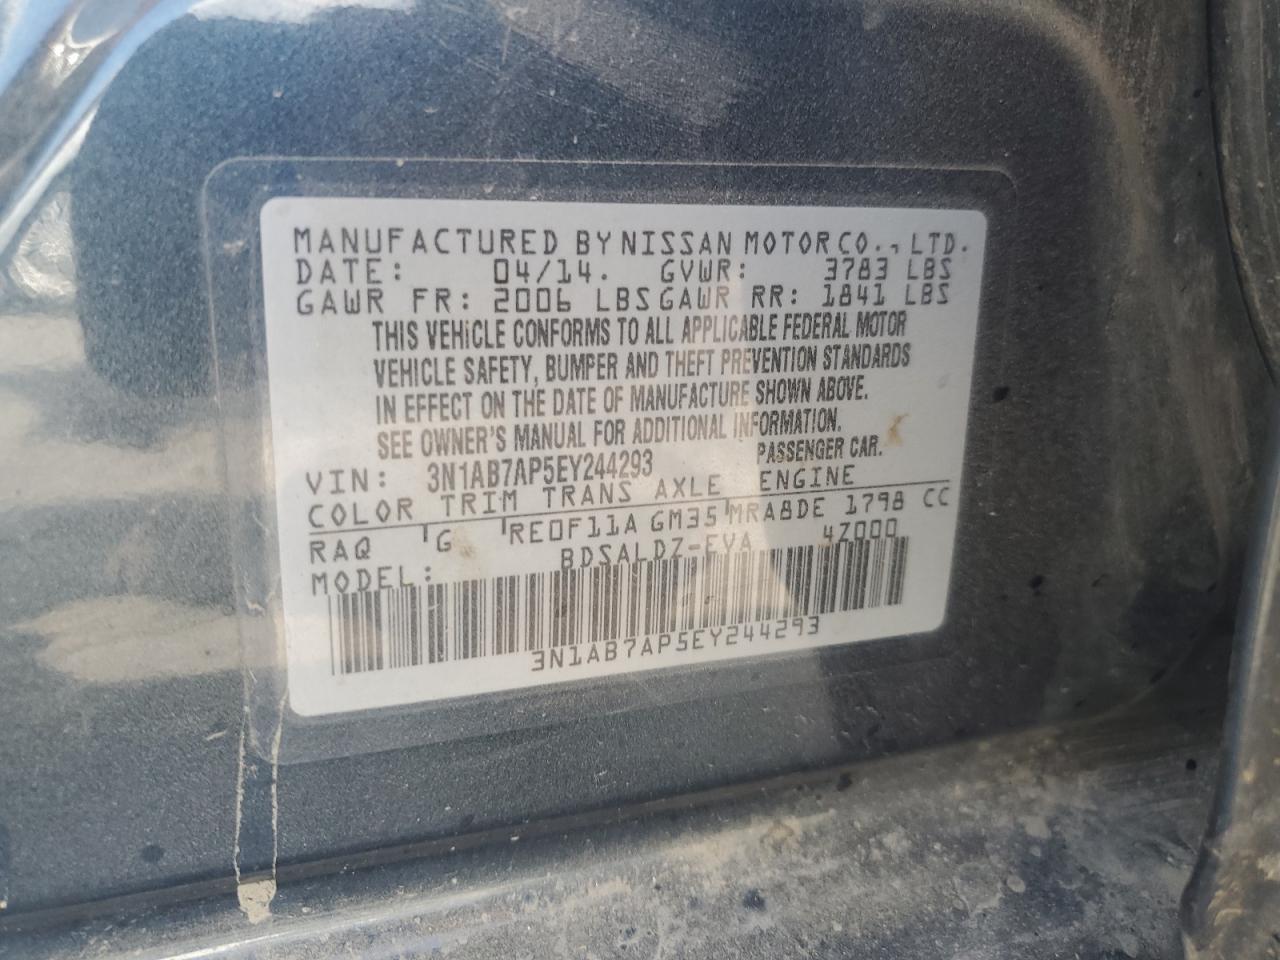 MANUFACTURED BY NISSAN MOTOR CO., LTD.
DATE: 04/14. GVWR: 3783 LBS
GAWR FR: 2006 LBS GAWR RR: 1841 LBS
THIS VEHICLE CONFORMS TO ALL APPLICABLE FEDERAL MOTOR
VEHICLE SAFETY, BUMPER AND THEFT PREVENTION STANDARDS
IN EFFECT ON THE DATE OF MANUFACTURE SHOWN ABOVE.
SEE OWNER'S MANUAL FOR ADDITIONAL INFORMATION.
VIN: 3N1AB7AP5EY244293 PASSENGER CAR.
COLOR TRIM TRANS AXLE ENGINE
RAQ G RE0F11A GM35 MRA8DE 1798 CC
MODEL: BDSALDZ-EVA 4Z000
3N1AB7AP5EY244293